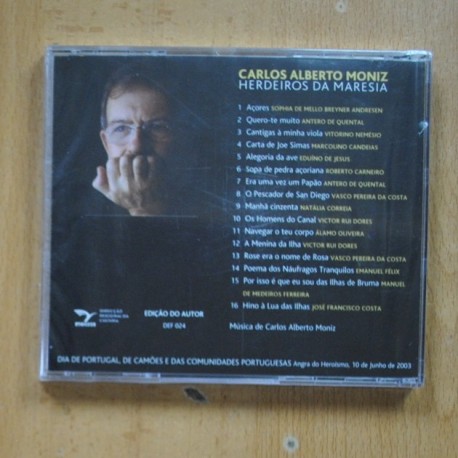 CARLOS ALBERTO MONIZ
HERDEIROS DA MARESIA
1 Açores SOPHIA DE MELLO BREYNER ANDRESEN
2 Quero-te muito ANTERO DE QUENTAL
3 Cantigas à minha viola VITORINO NEMÉSIO
4 Carta de Joe Simas MARCOLINO CANDEIAS
5 Alegoria da ave EDUÍNO DE JESUS
6 Sopa de pedra açoriana ROBERTO CARNEIRO
7 Era uma vez um Papão ANTERO DE QUENTAL
8 O Pescador de San Diego VASCO PEREIRA DA COSTA
9 Manhã cinzenta NATÁLIA CORREIA
10 Os Homens do Canal VICTOR RUI DORES
11 Navegar o teu corpo ÁLAMO OLIVEIRA
12 A Menina da Ilha VICTOR RUI DORES
13 Rose era o nome de Rosa VASCO PEREIRA DA COSTA
14 Poema dos Náufragos Tranquilos EMANUEL FÉLIX
15 Por isso é que eu sou das Ilhas de Bruma MANUEL
DE MEDEIROS FERREIRA
16 Hino à Lua das Ilhas JOSÉ FRANCISCO COSTA
Música de Carlos Alberto Moniz
EDIÇÃO DO AUTOR
DEF 024
DIA DE PORTUGAL, DE CAMÕES E DAS COMUNIDADES PORTUGUESAS Angra do Heroísmo, 10 de Junho de 2003